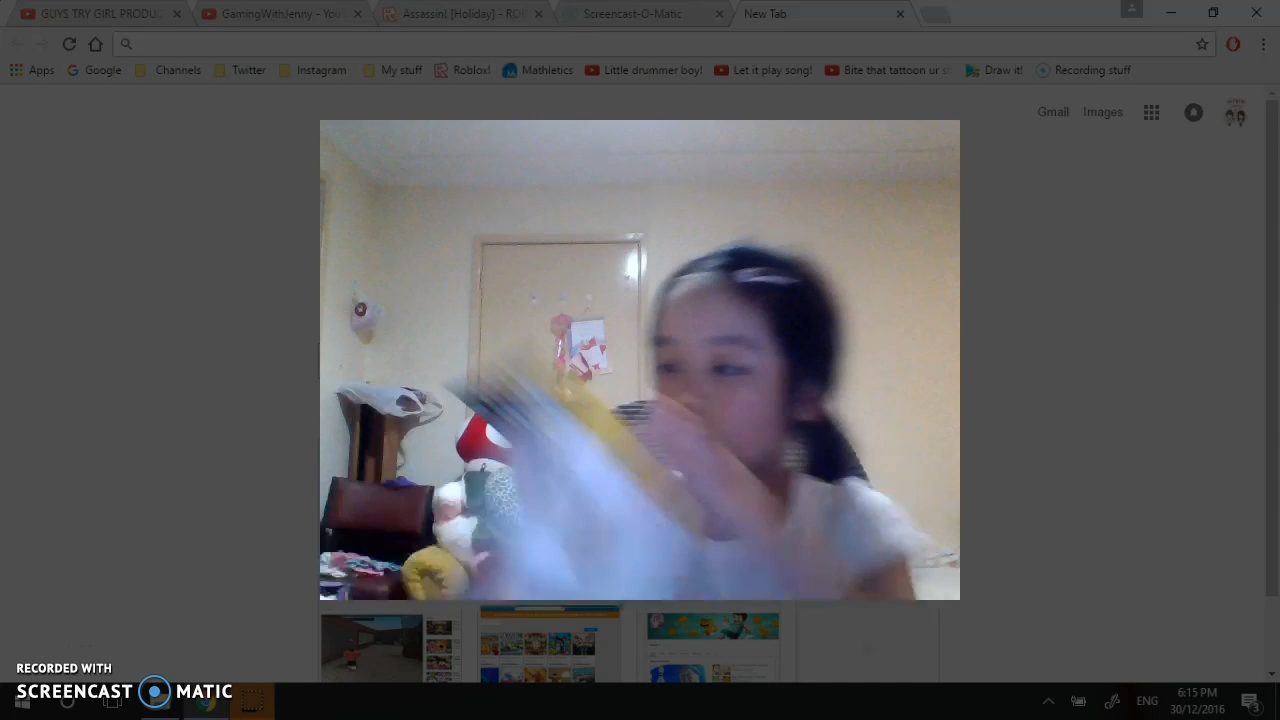 GUYS TRY GIRL PRODU
GamingWithJenny - You
Assassin! [Holiday] - RO
Screencast-O-Matic
New Tab
Apps
Google
Channels
Twitter
Instagram
My stuff
Roblox!
Mathletics
Little drummer boy!
Let it play song!
Bite that tattoo ur s
Draw it!
Recording stuff
Gmail
Images
RECORDED WITH
SCREENCAST MATIC
ENG
6:15 PM
30/12/2016
3